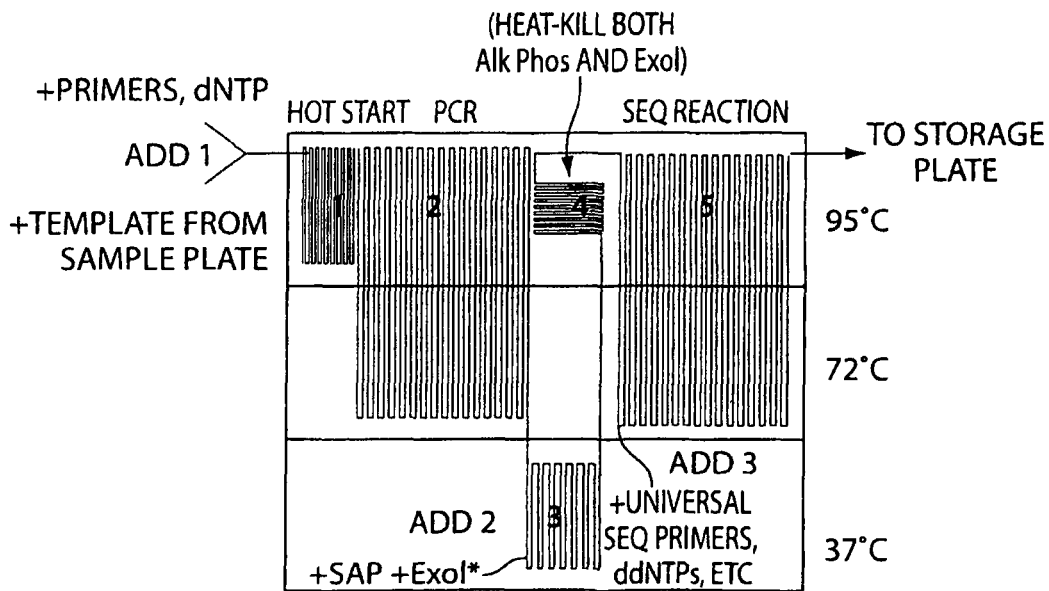 (HEAT-KILL BOTH
Alk Phos AND ExoI)
+PRIMERS, dNTP
HOT START PCR SEQ REACTION
ADD 1
TO STORAGE
PLATE
+TEMPLATE FROM
SAMPLE PLATE
1 2 4 5
95°C
72°C
ADD 3
ADD 2
3
+UNIVERSAL
SEQ PRIMERS,
ddNTPs, ETC
37°C
+SAP +ExoI*